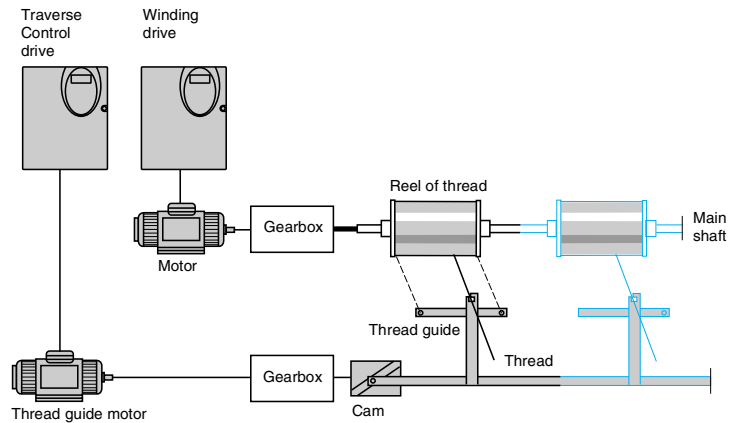 Traverse
Control
drive
Winding
drive
Reel of thread
Gearbox
Main
shaft
Motor
Thread guide
Thread
Gearbox
Cam
Thread guide motor